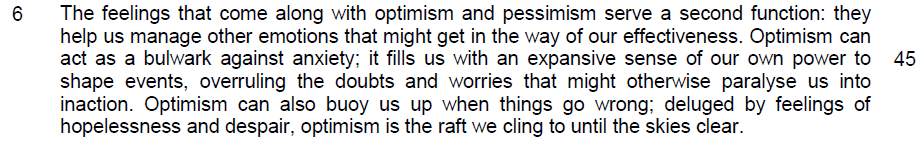 6 The feelings that come along with optimism and pessimism serve a second function: they
help us manage other emotions that might get in the way of our effectiveness. Optimism can
act as a bulwark against anxiety; it fills us with an expansive sense of our own power to 45
shape events, overruling the doubts and worries that might otherwise paralyse us into
inaction. Optimism can also buoy us up when things go wrong; deluged by feelings of
hopelessness and despair, optimism is the raft we cling to until the skies clear.